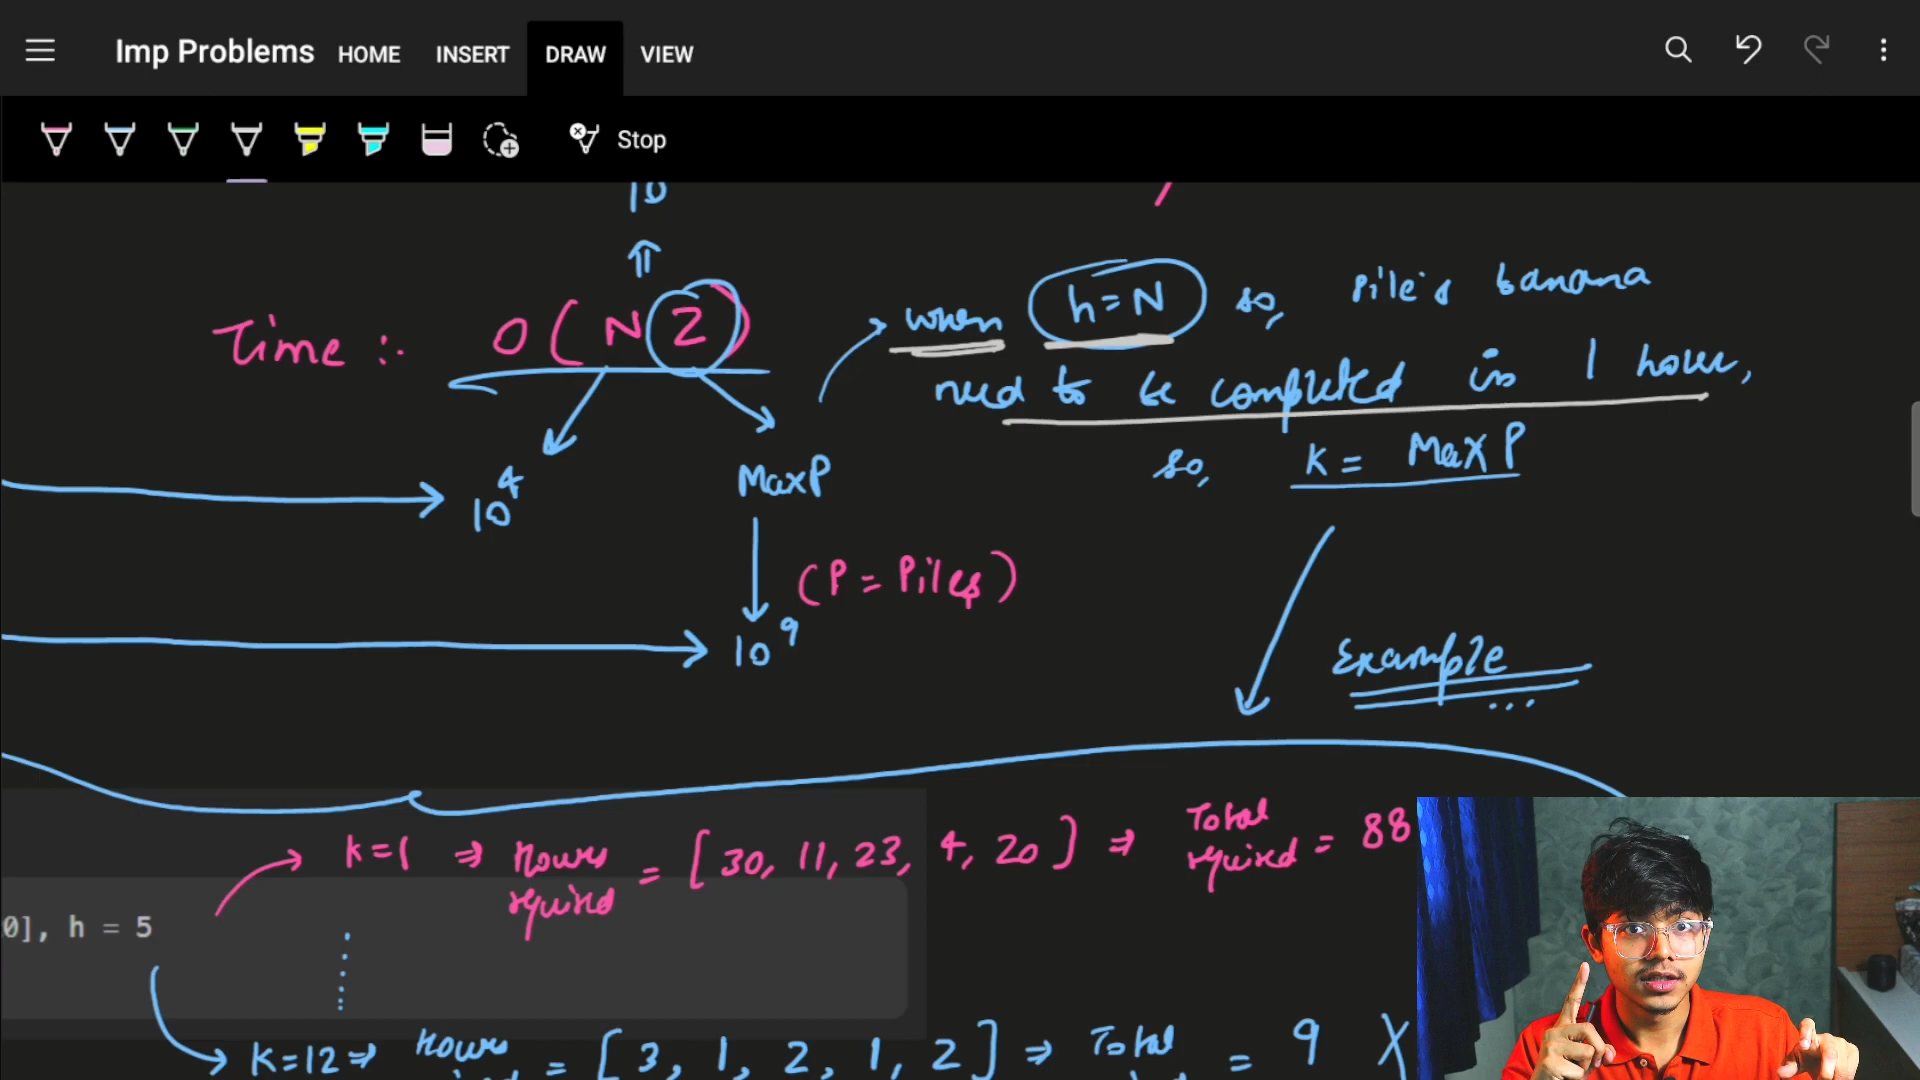 Imp Problems HOME INSERT DRAW VIEW
Stop
10
Time :- O(NZ)
when h=N so, Pile's banana
need to be completed in 1 hour,
so, K = MaxP
10^4
MaxP
(P = Piles)
10^9
Example
...
K=1 ⇒ Hours required = [30, 11, 23, 4, 20] ⇒ Total required = 88
0], h = 5
K=12 ⇒ Hours = [3, 1, 2, 1, 2] ⇒ Total = 9 X